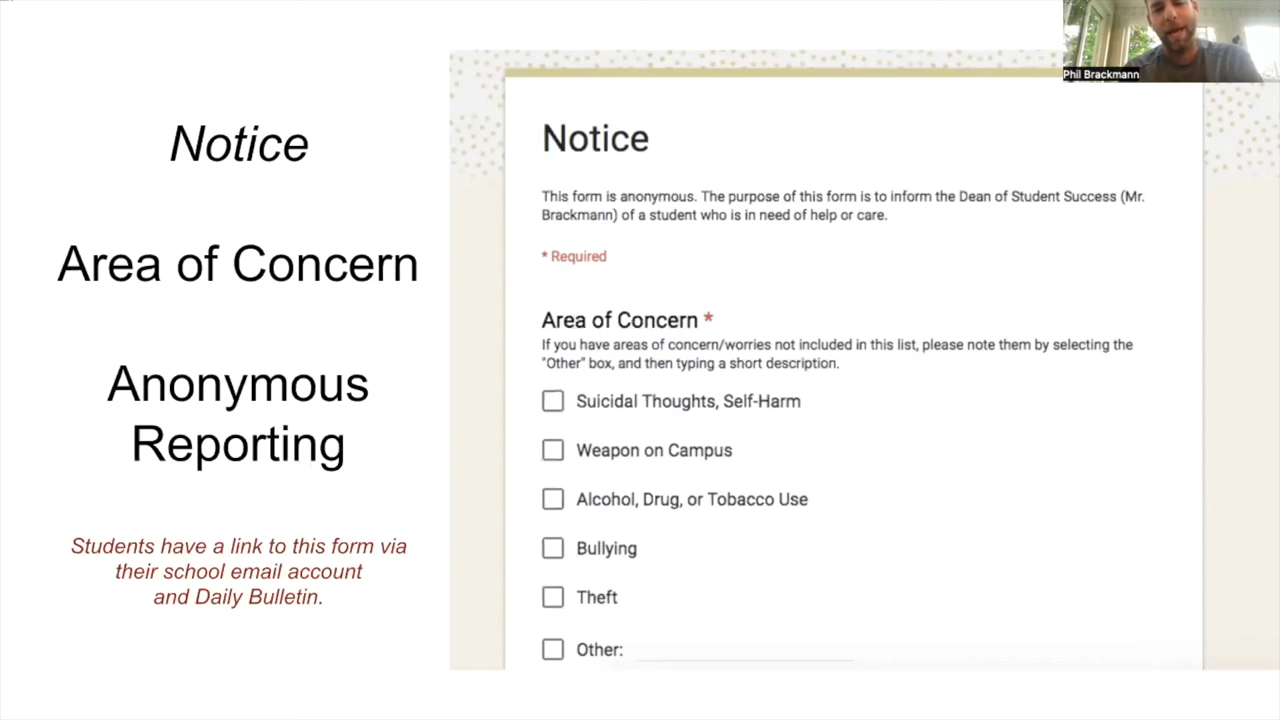 Notice
Area of Concern
Anonymous
Reporting
Students have a link to this form via
their school email account
and Daily Bulletin.
Phil Brackmann
Notice
This form is anonymous. The purpose of this form is to inform the Dean of Student Success (Mr.
Brackmann) of a student who is in need of help or care.
* Required
Area of Concern *
If you have areas of concern/worries not included in this list, please note them by selecting the
"Other" box, and then typing a short description.
Suicidal Thoughts, Self-Harm
Weapon on Campus
Alcohol, Drug, or Tobacco Use
Bullying
Theft
Other: